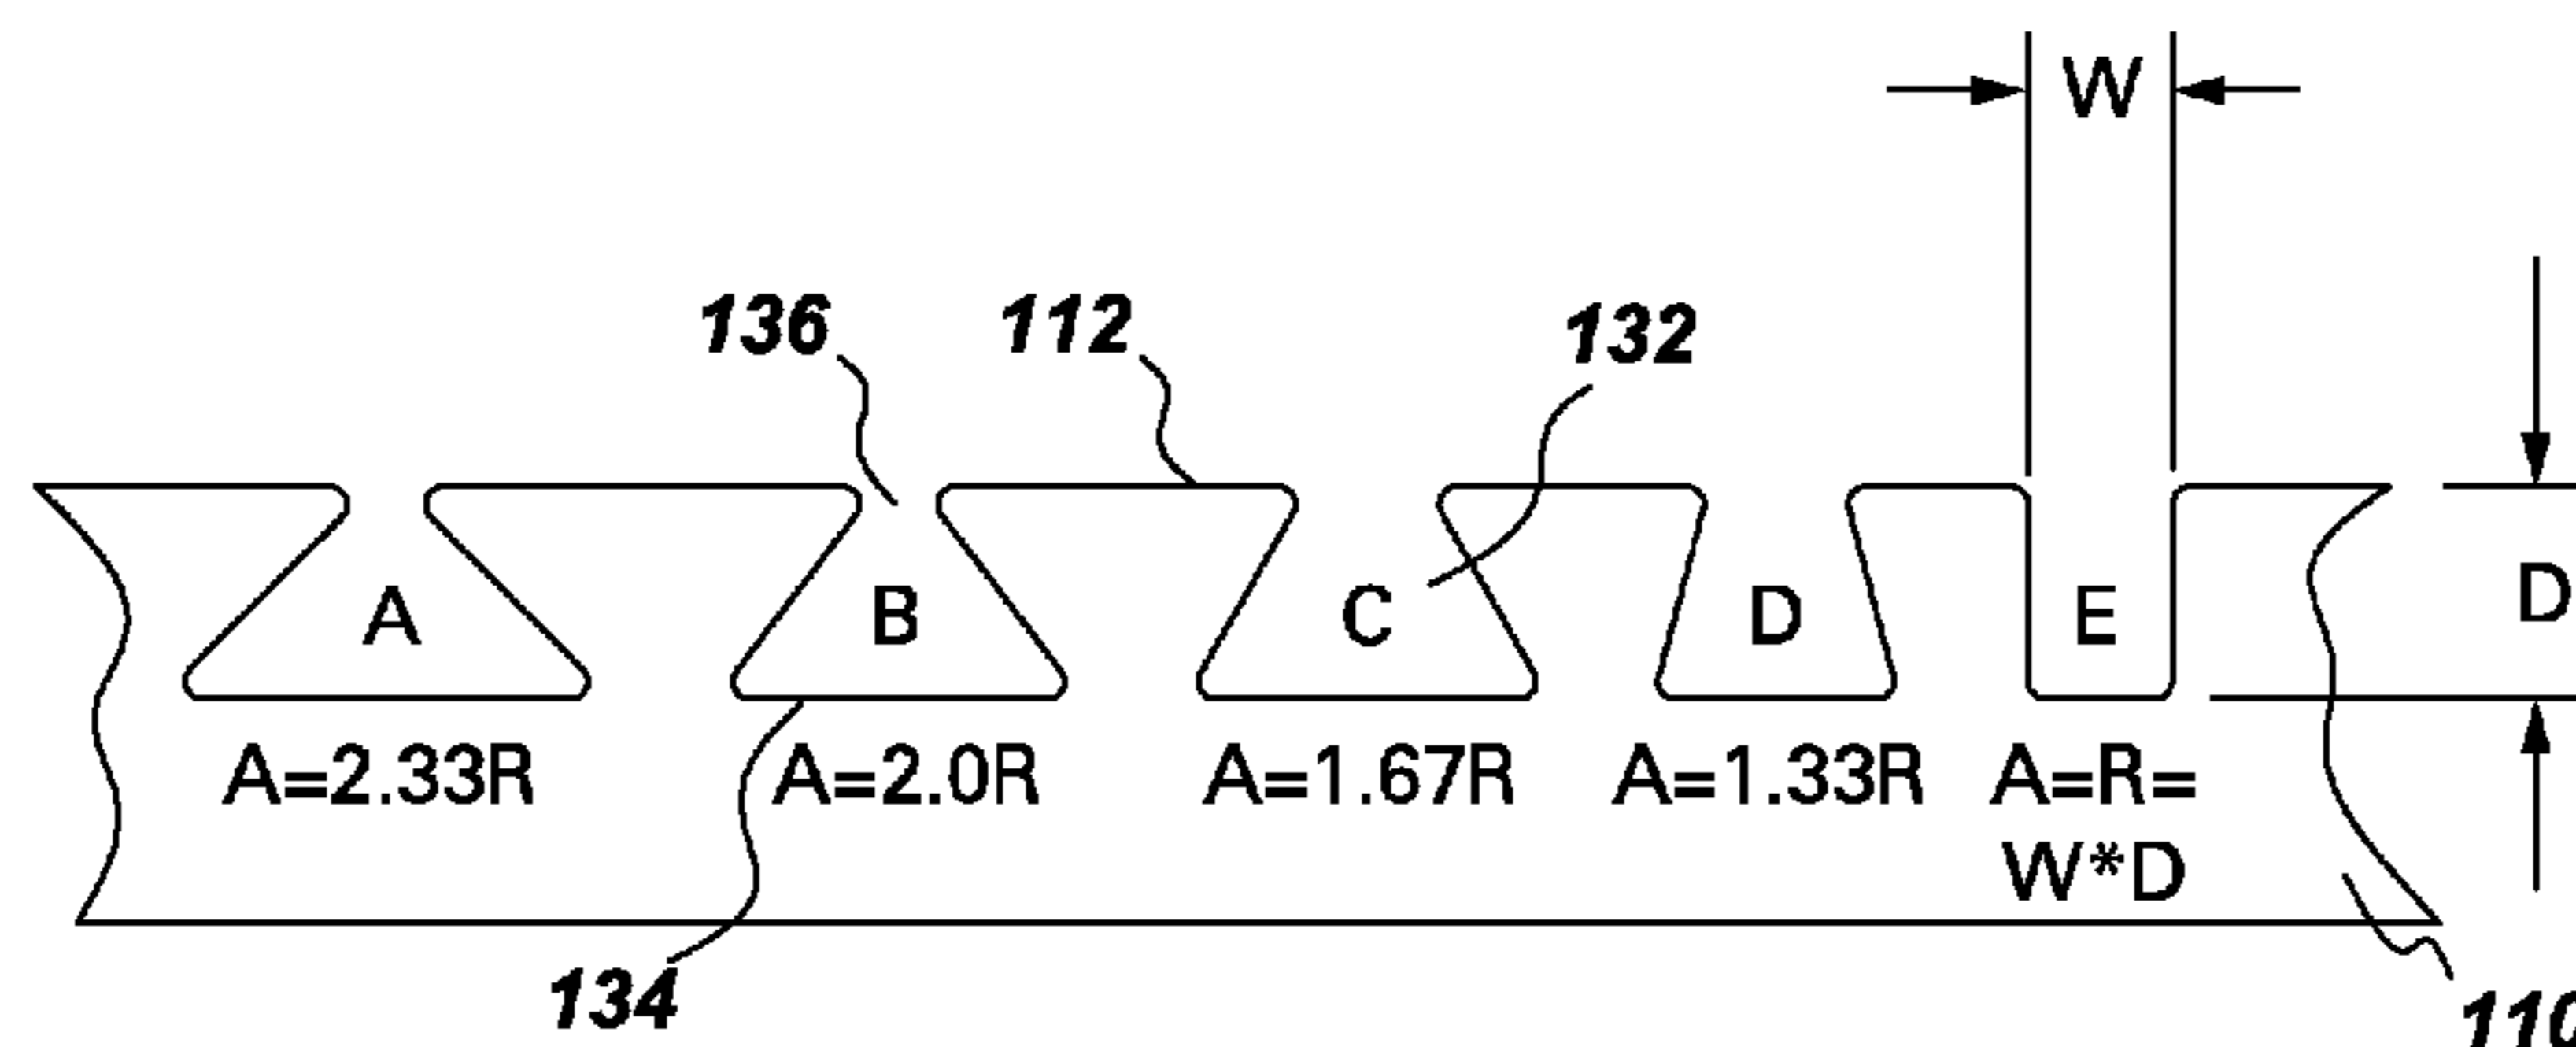 W
136
112
132
A
B
C
D
E
D
A=2.33R
A=2.0R
A=1.67R
A=1.33R
A=R=
W*D
134
110